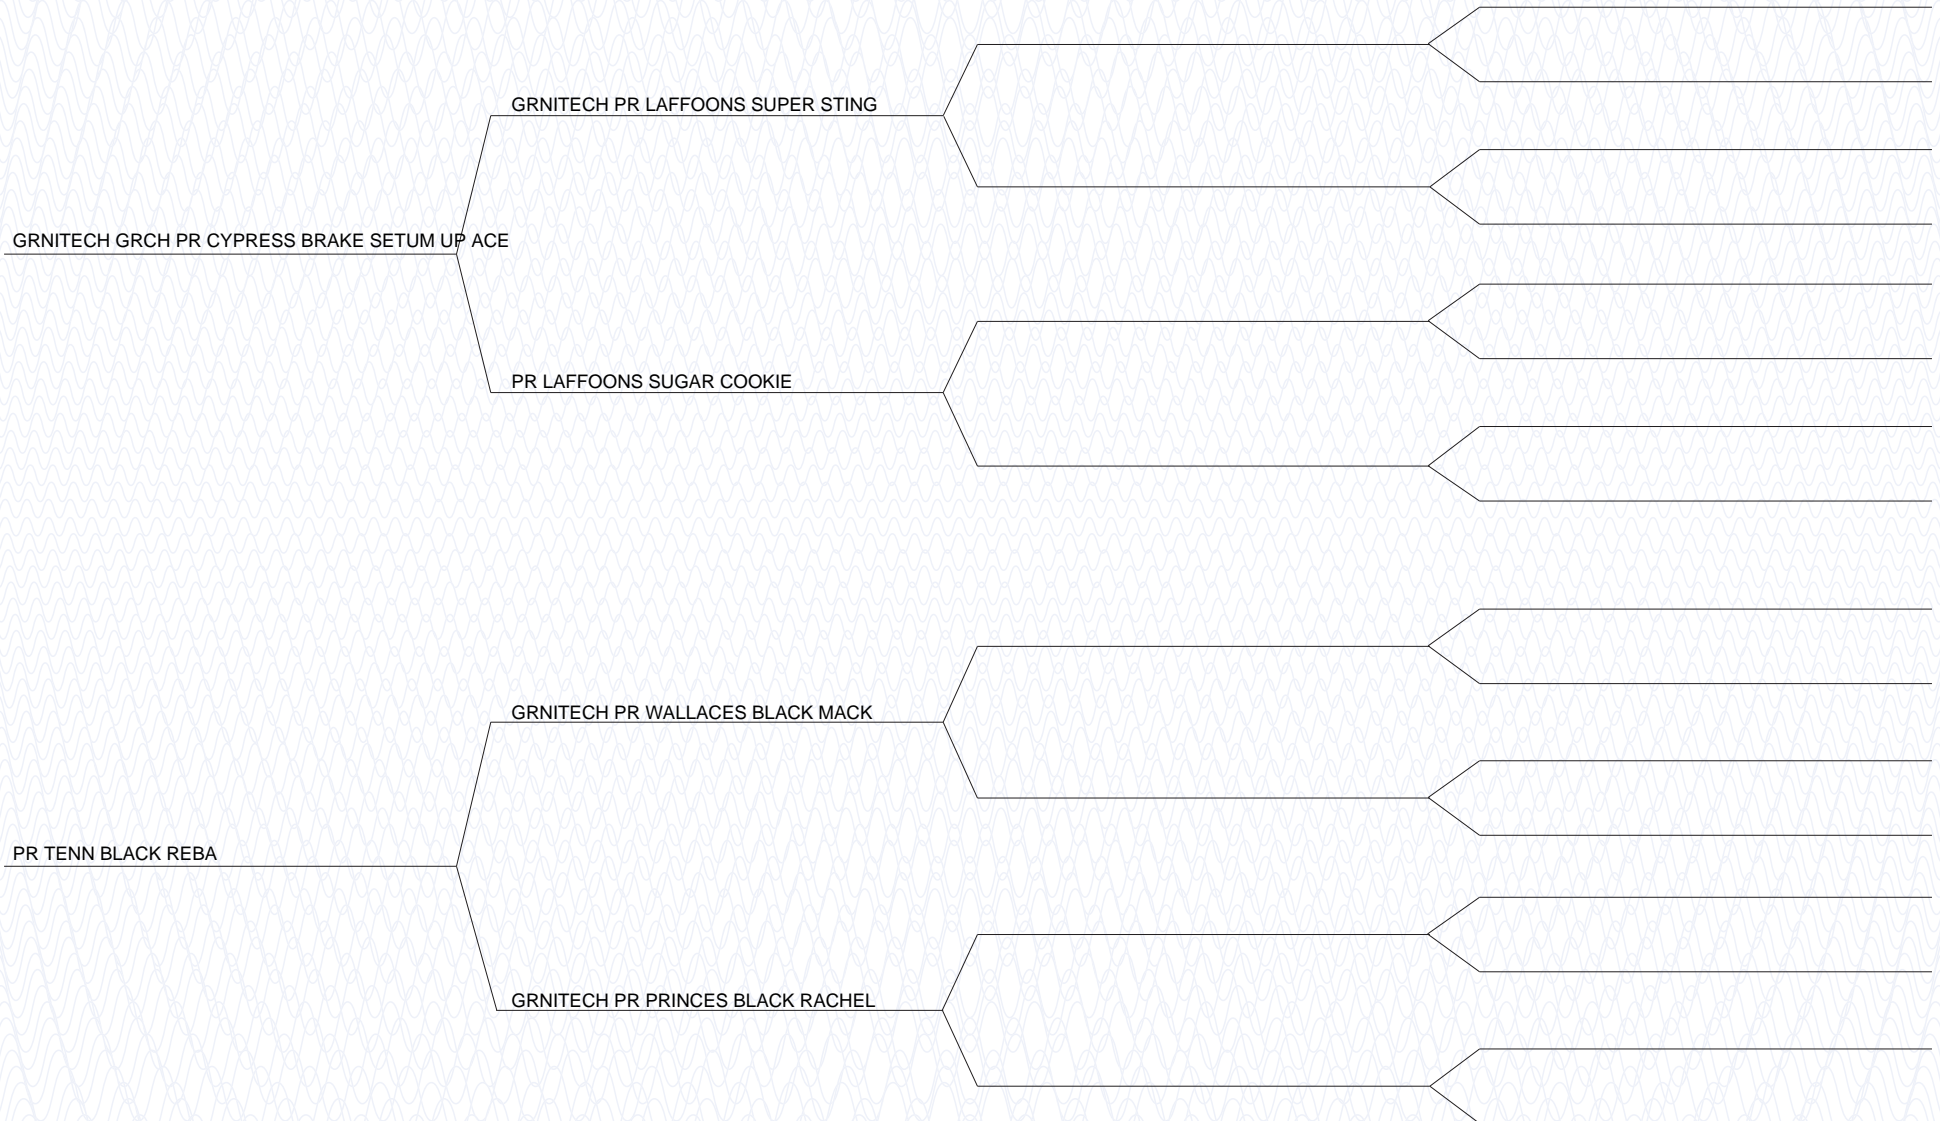 GRNITECH PR LAFFOONS SUPER STING
GRNITECH GRCH PR CYPRESS BRAKE SETUM UP ACE
PR LAFFOONS SUGAR COOKIE
GRNITECH PR WALLACES BLACK MACK
PR TENN BLACK REBA
GRNITECH PR PRINCES BLACK RACHEL